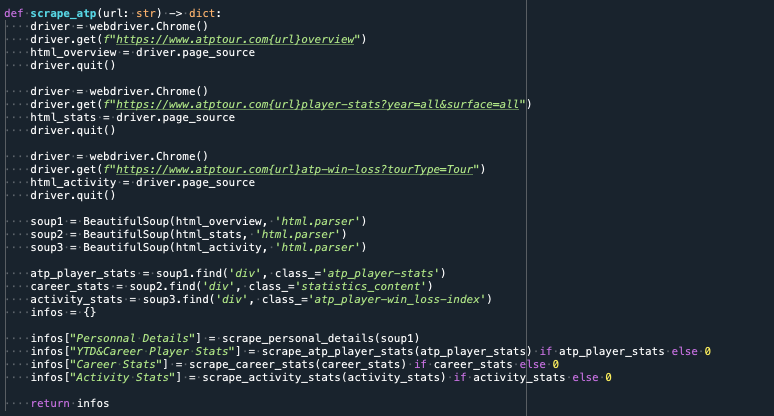 def scrape_atp(url: str) -> dict:
    driver = webdriver.Chrome()
    driver.get(f"https://www.atptour.com{url}overview")
    html_overview = driver.page_source
    driver.quit()

    driver = webdriver.Chrome()
    driver.get(f"https://www.atptour.com{url}player-stats?year=all&surface=all")
    html_stats = driver.page_source
    driver.quit()

    driver = webdriver.Chrome()
    driver.get(f"https://www.atptour.com{url}atp-win-loss?tourType=Tour")
    html_activity = driver.page_source
    driver.quit()

    soup1 = BeautifulSoup(html_overview, 'html.parser')
    soup2 = BeautifulSoup(html_stats, 'html.parser')
    soup3 = BeautifulSoup(html_activity, 'html.parser')

    atp_player_stats = soup1.find('div', class_='atp_player-stats')
    career_stats = soup2.find('div', class_='statistics_content')
    activity_stats = soup3.find('div', class_='atp_player-win_loss-index')
    infos = {}

    infos["Personnal Details"] = scrape_personal_details(soup1)
    infos["YTD&Career Player Stats"] = scrape_atp_player_stats(atp_player_stats) if atp_player_stats else 0
    infos["Career Stats"] = scrape_career_stats(career_stats) if career_stats else 0
    infos["Activity Stats"] = scrape_activity_stats(activity_stats) if activity_stats else 0

    return infos